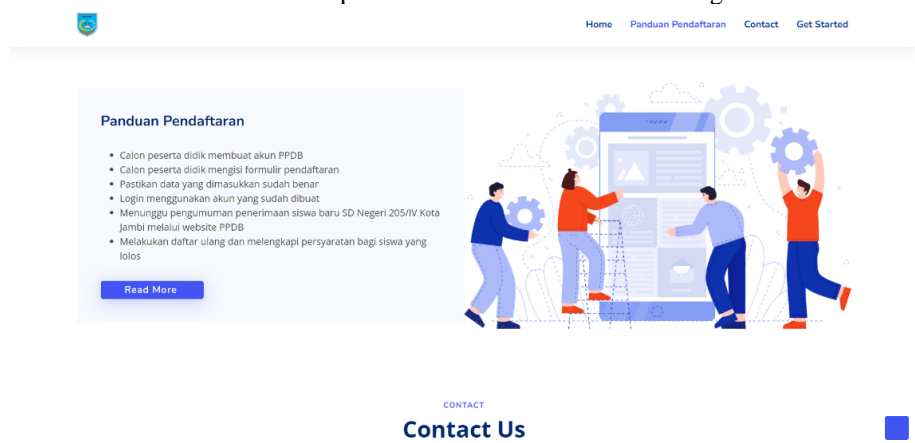 Home Panduan Pendaftaran Contact Get Started
Panduan Pendaftaran
• Calon peserta didik membuat akun PPDB
• Calon peserta didik mengisi formulir pendaftaran
• Pastikan data yang dimasukkan sudah benar
• Login menggunakan akun yang sudah dibuat
• Menunggu pengumuman penerimaan siswa baru SD Negeri 205/IV Kota
Jambi melalui website PPDB
• Melakukan daftar ulang dan melengkapi persyaratan bagi siswa yang
lolos
Read More
CONTACT
Contact Us